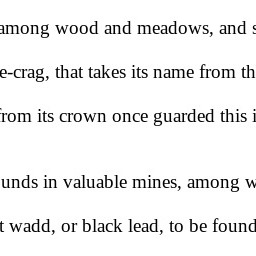 among wood and meadows, and s
e-crag, that takes its name from th
from its crown once guarded this i
unds in valuable mines, among w
t wadd, or black lead, to be found